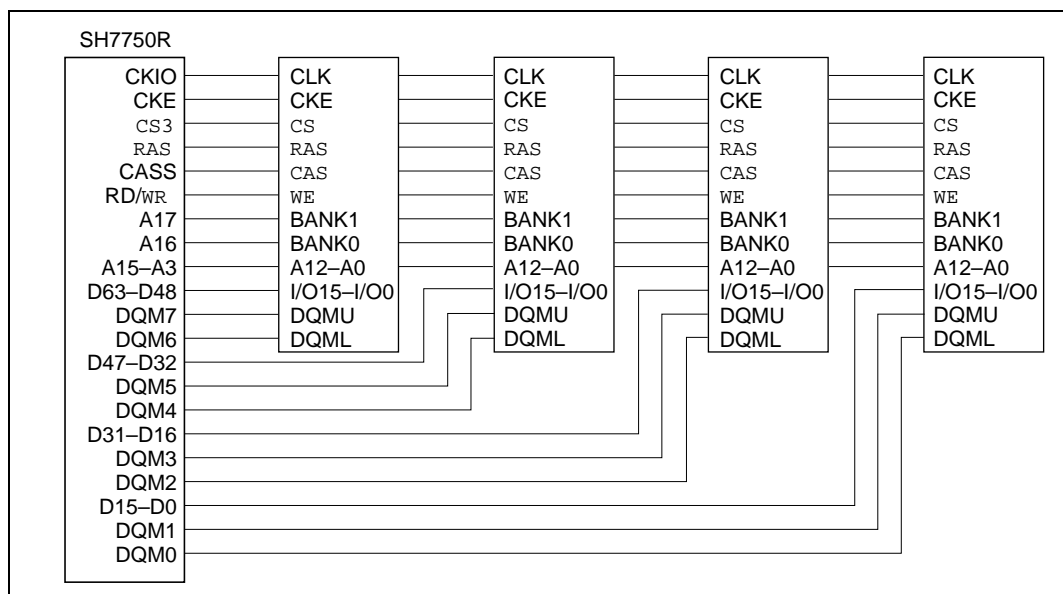 SH7750R
CKIO CLK CLK CLK CLK
CKE CKE CKE CKE CKE
CS3 CS CS CS CS
RAS RAS RAS RAS RAS
CASS CAS CAS CAS CAS
RD/WR WE WE WE WE
A17 BANK1 BANK1 BANK1 BANK1
A16 BANK0 BANK0 BANK0 BANK0
A15–A3 A12–A0 A12–A0 A12–A0 A12–A0
D63–D48 I/O15–I/O0 I/O15–I/O0 I/O15–I/O0 I/O15–I/O0
DQM7 DQMU DQMU DQMU DQMU
DQM6 DQML DQML DQML DQML
D47–D32
DQM5
DQM4
D31–D16
DQM3
DQM2
D15–D0
DQM1
DQM0